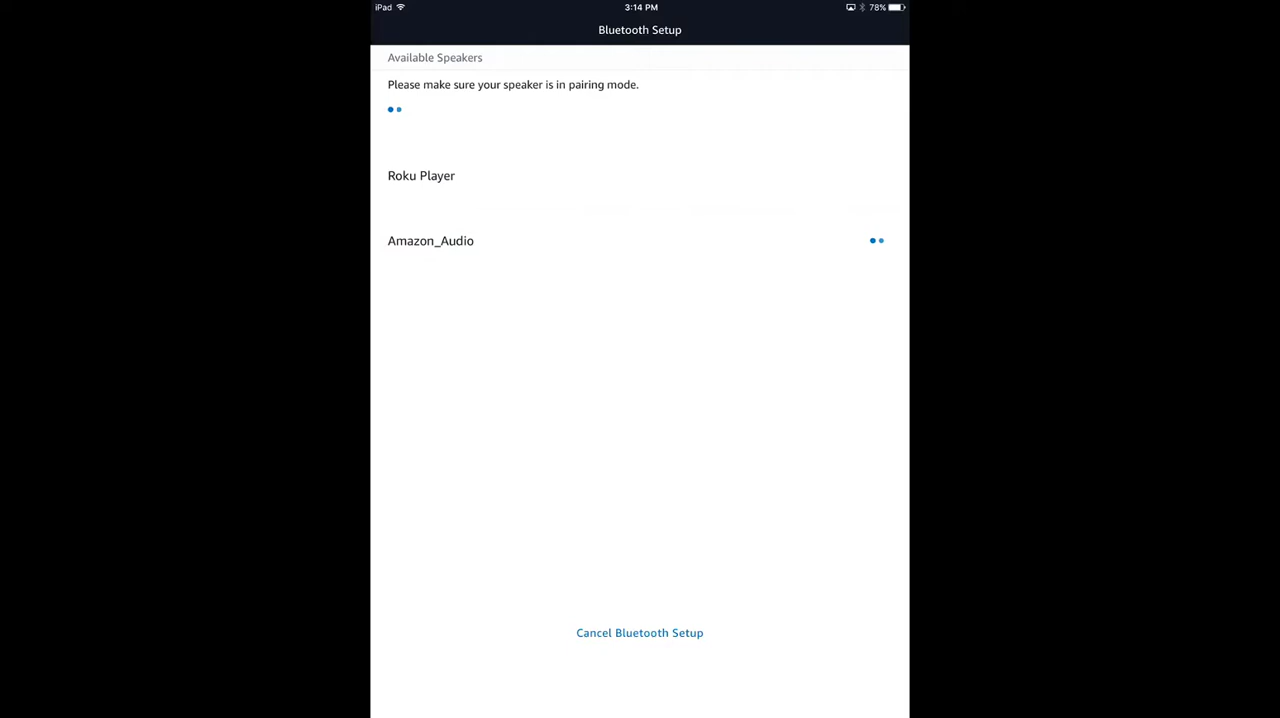 iPad 3:14 PM 78%
Bluetooth Setup
Available Speakers
Please make sure your speaker is in pairing mode.
Roku Player
Amazon_Audio
Cancel Bluetooth Setup